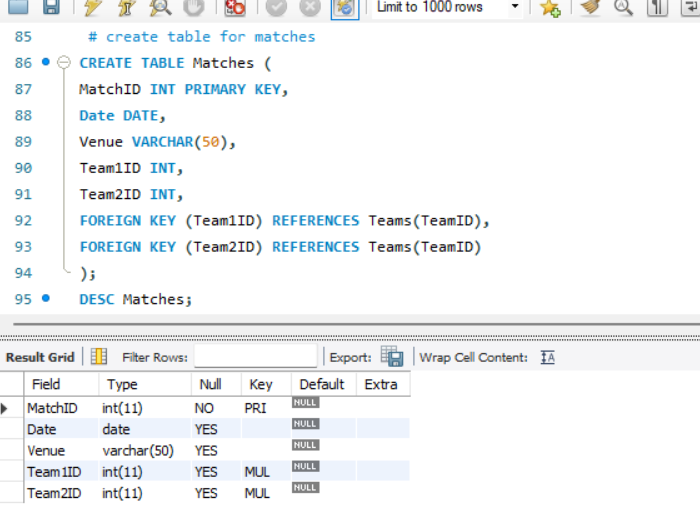 Limit to 1000 rows
85 # create table for matches
86 CREATE TABLE Matches (
87 MatchID INT PRIMARY KEY,
88 Date DATE,
89 Venue VARCHAR(50),
90 Team1ID INT,
91 Team2ID INT,
92 FOREIGN KEY (Team1ID) REFERENCES Teams(TeamID),
93 FOREIGN KEY (Team2ID) REFERENCES Teams(TeamID)
94 );
95 DESC Matches;
Result Grid Filter Rows: Export: Wrap Cell Content: IA
Field Type Null Key Default Extra
MatchID int(11) NO PRI NULL
Date date YES NULL
Venue varchar(50) YES NULL
Team1ID int(11) YES MUL NULL
Team2ID int(11) YES MUL NULL